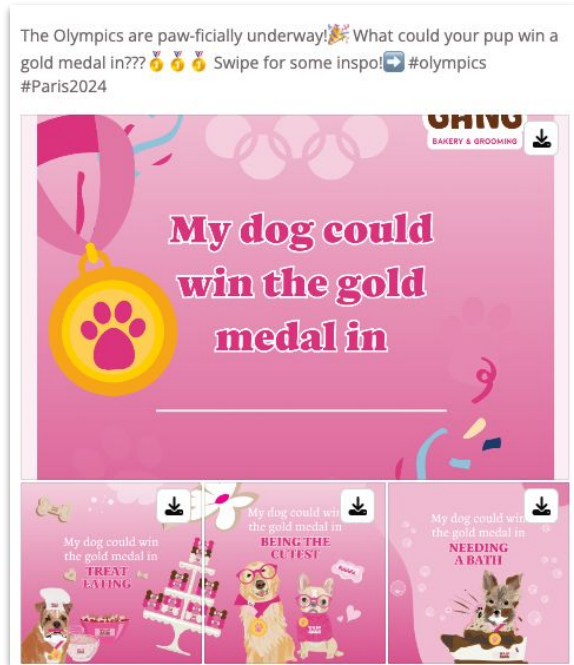 The Olympics are paw-ficially underway!🎉 What could your pup win a
gold medal in??? 🏅 🏅 🏅 Swipe for some inspo!➡️ #olympics
#Paris2024
GANG
BAKERY & GROOMING
My dog could
win the gold
medal in
My dog could win
the gold medal in
TREAT
EATING
My dog could win
the gold medal in
BEING THE
CUTEST
My dog could win
the gold medal in
NEEDING
A BATH